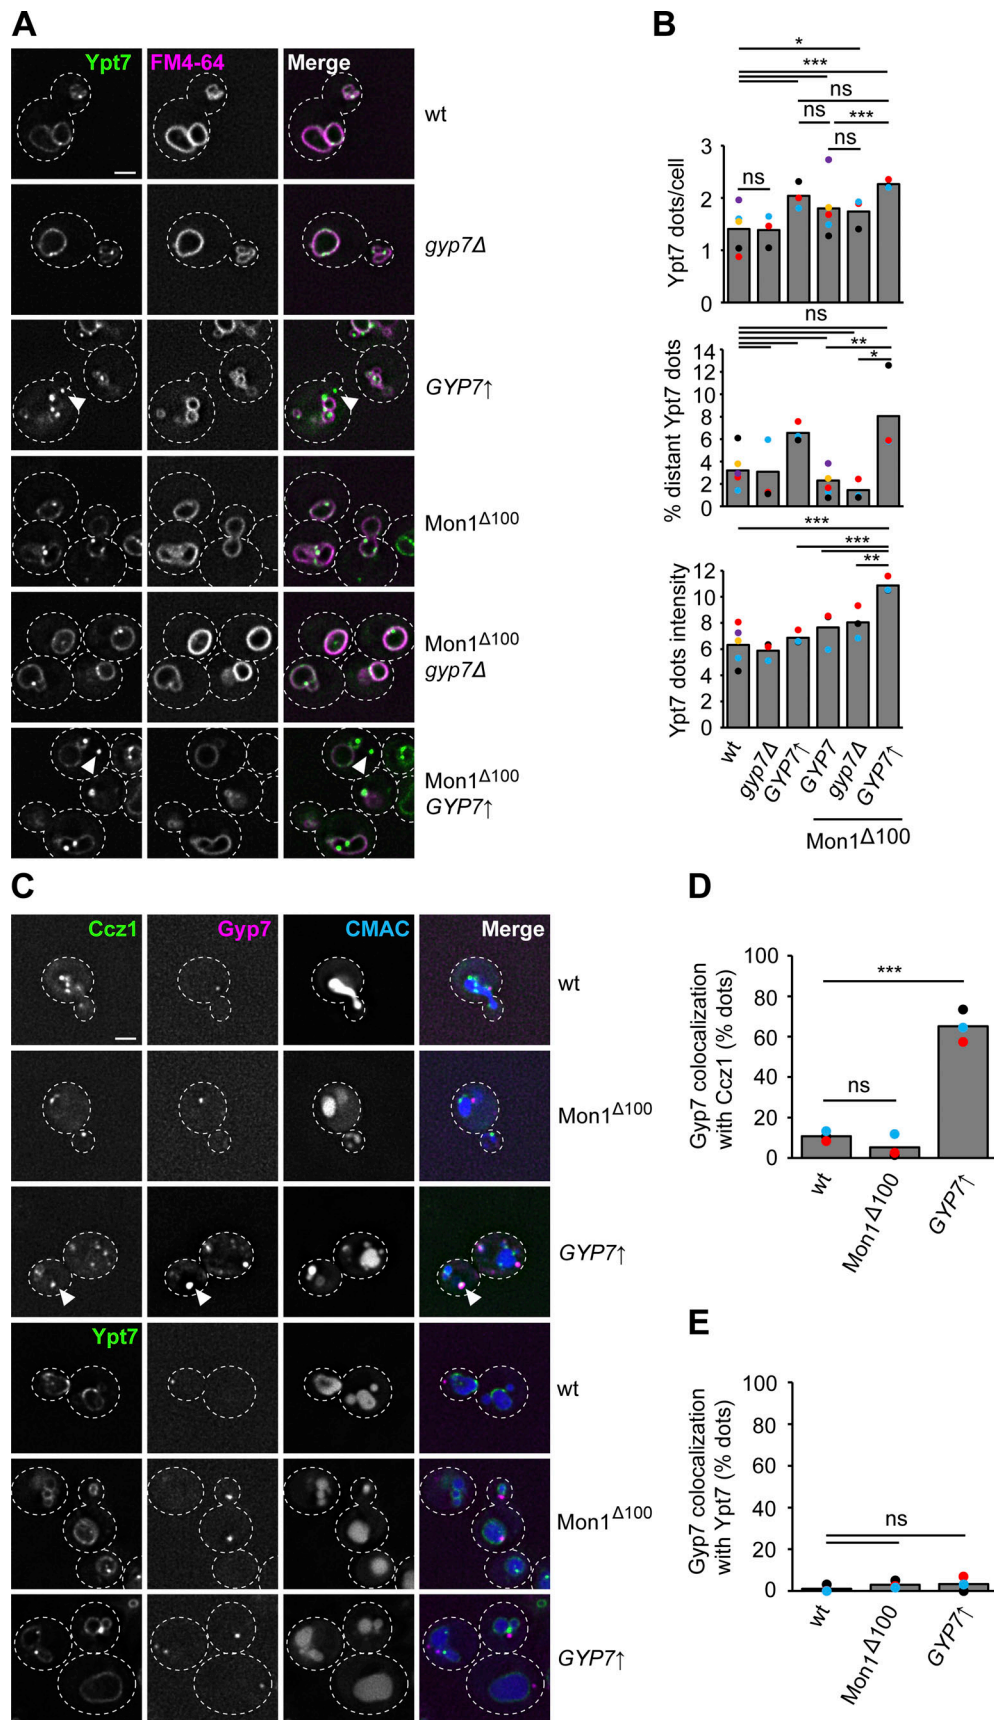 A
Ypt7 FM4-64 Merge
wt
gyp7Δ
GYP7↑
Mon1Δ100
Mon1Δ100
gyp7Δ
Mon1Δ100
GYP7↑
B
*
***
ns
ns ***
ns
ns
Ypt7 dots/cell
3
2
1
0
ns
**
*
% distant Ypt7 dots
14
12
10
8
6
4
2
0
***
***
**
Ypt7 dots intensity
12
10
8
6
4
2
0
wt gyp7Δ GYP7↑ GYP7 gyp7Δ GYP7↑
Mon1Δ100
C
Ccz1 Gyp7 CMAC Merge
wt
Mon1Δ100
GYP7↑
Ypt7
wt
Mon1Δ100
GYP7↑
D
Gyp7 colocalization
with Ccz1 (% dots)
100
80
60
40
20
0
***
ns
wt Mon1Δ100 GYP7↑
E
Gyp7 colocalization
with Ypt7 (% dots)
100
80
60
40
20
0
ns
wt Mon1Δ100 GYP7↑